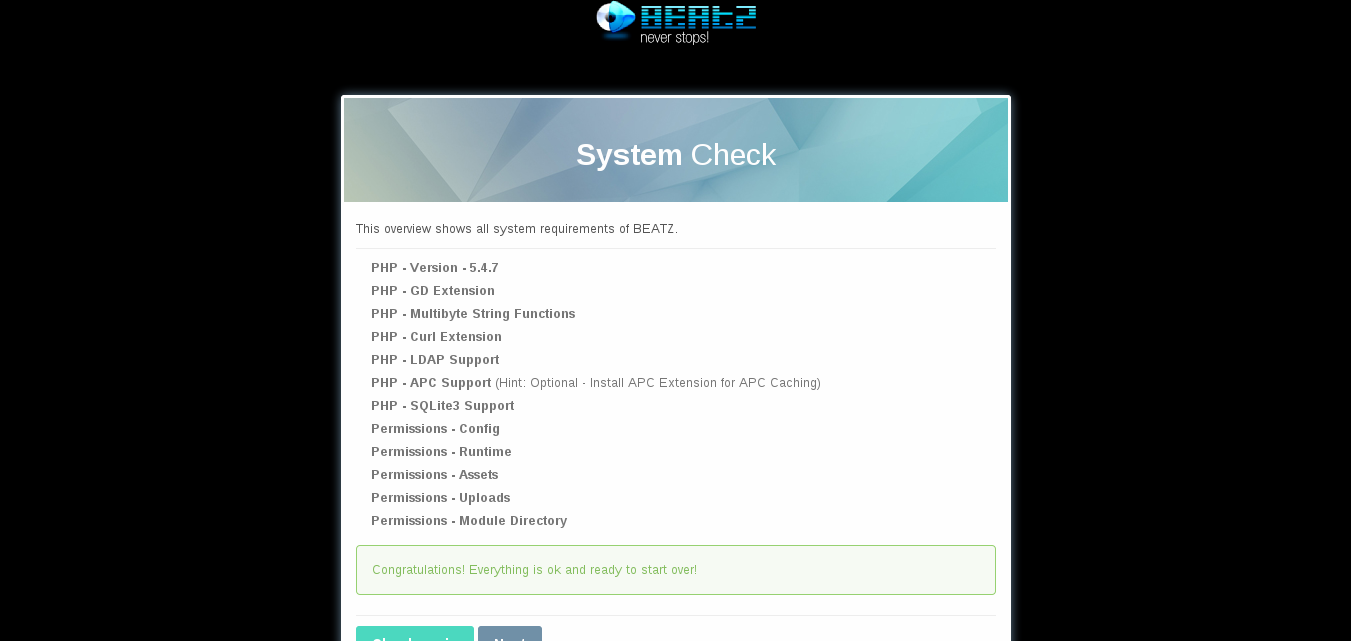 BEATZ
never stops!
System Check
This overview shows all system requirements of BEATZ.
PHP - Version - 5.4.7
PHP - GD Extension
PHP - Multibyte String Functions
PHP - Curl Extension
PHP - LDAP Support
PHP - APC Support (Hint: Optional - Install APC Extension for APC Caching)
PHP - SQLite3 Support
Permissions - Config
Permissions - Runtime
Permissions - Assets
Permissions - Uploads
Permissions - Module Directory
Congratulations! Everything is ok and ready to start over!